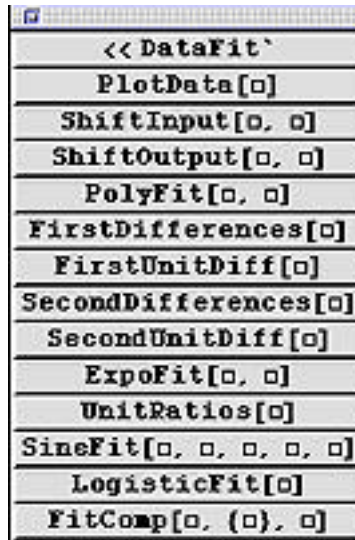 << DataFit`
PlotData[□]
ShiftInput[□, □]
ShiftOutput[□, □]
PolyFit[□, □]
FirstDifferences[□]
FirstUnitDiff[□]
SecondDifferences[□]
SecondUnitDiff[□]
ExpoFit[□, □]
UnitRatios[□]
SineFit[□, □, □, □, □]
LogisticFit[□]
FitComp[□, {□}, □]